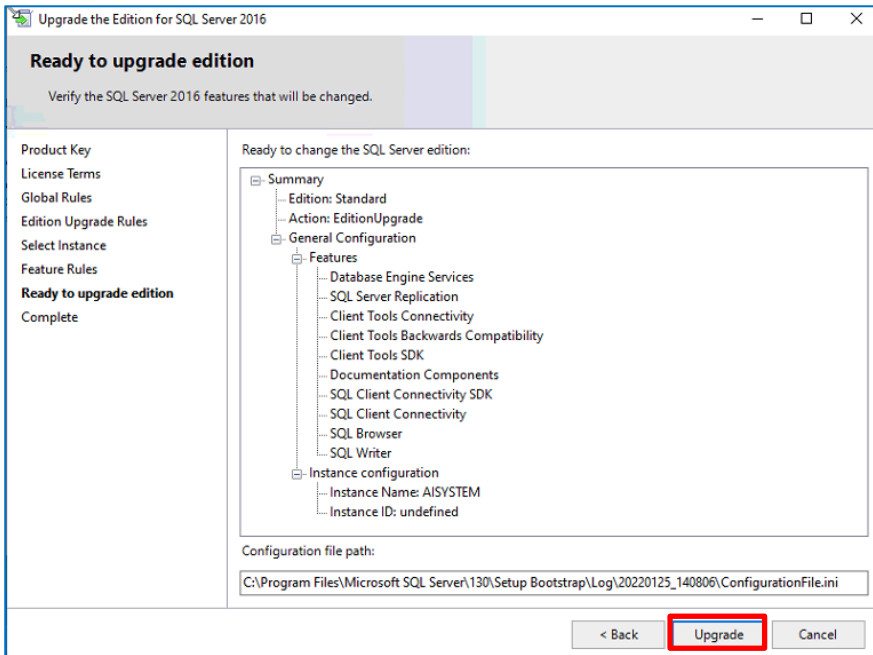 Upgrade the Edition for SQL Server 2016
Ready to upgrade edition
Verify the SQL Server 2016 features that will be changed.
Product Key
License Terms
Global Rules
Edition Upgrade Rules
Select Instance
Feature Rules
Ready to upgrade edition
Complete
Ready to change the SQL Server edition:
Summary
Edition: Standard
Action: EditionUpgrade
General Configuration
Features
Database Engine Services
SQL Server Replication
Client Tools Connectivity
Client Tools Backwards Compatibility
Client Tools SDK
Documentation Components
SQL Client Connectivity SDK
SQL Client Connectivity
SQL Browser
SQL Writer
Instance configuration
Instance Name: AISYSTEM
Instance ID: undefined
Configuration file path:
C:\Program Files\Microsoft SQL Server\130\Setup Bootstrap\Log\20220125_140806\ConfigurationFile.ini
< Back Upgrade Cancel